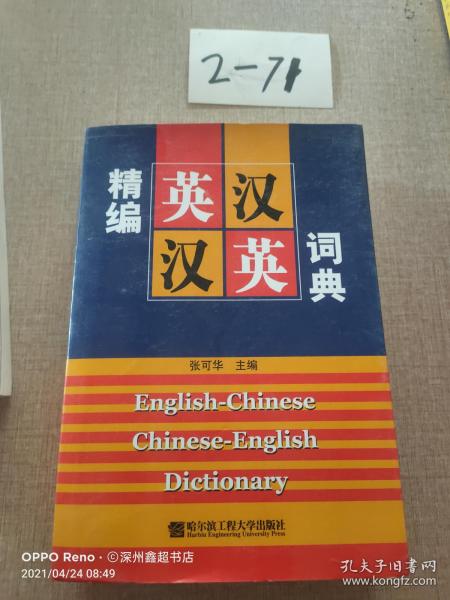 2-71
精编
英汉
汉英
词典
张可华 主编
English-Chinese
Chinese-English
Dictionary
哈尔滨工程大学出版社
Harbin Engineering University Press
OPPO Reno · ©深州鑫超书店
2021/04/24 08:49
孔夫子旧书网
www.kongfz.com